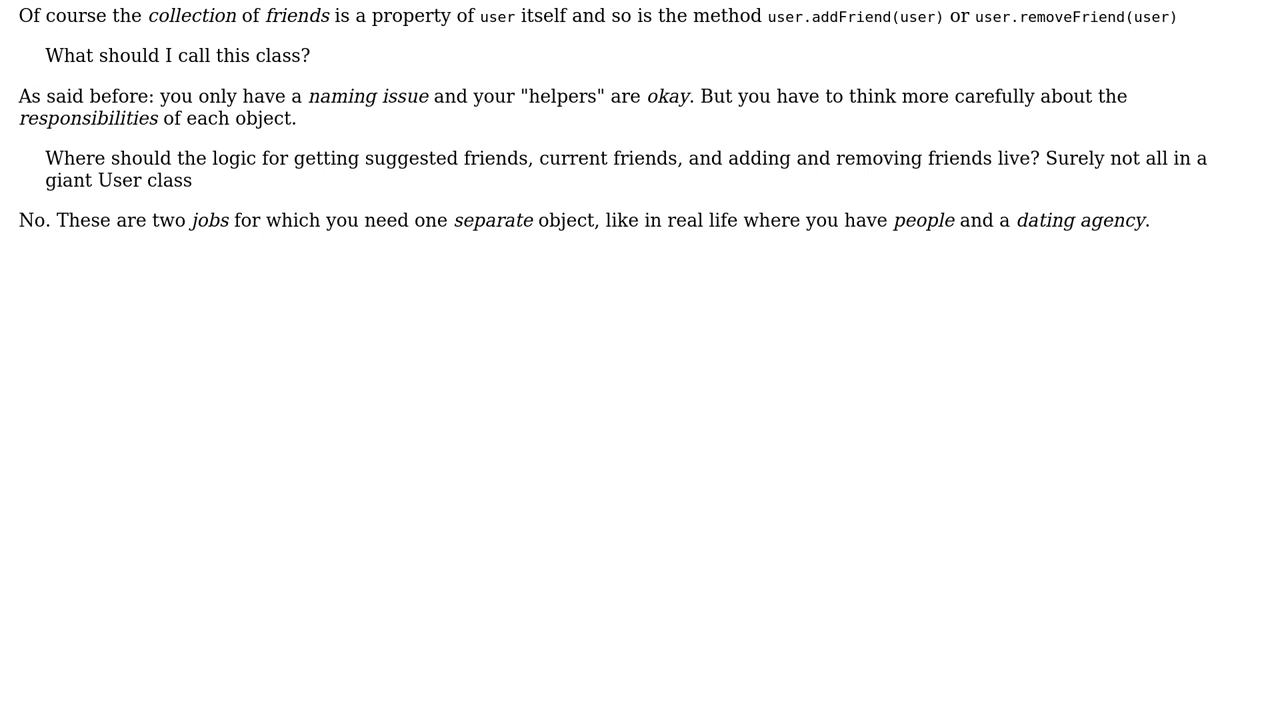 Of course the collection of friends is a property of user itself and so is the method user.addFriend(user) or user.removeFriend(user)
What should I call this class?
As said before: you only have a naming issue and your "helpers" are okay. But you have to think more carefully about the
responsibilities of each object.
Where should the logic for getting suggested friends, current friends, and adding and removing friends live? Surely not all in a
giant User class
No. These are two jobs for which you need one separate object, like in real life where you have people and a dating agency.